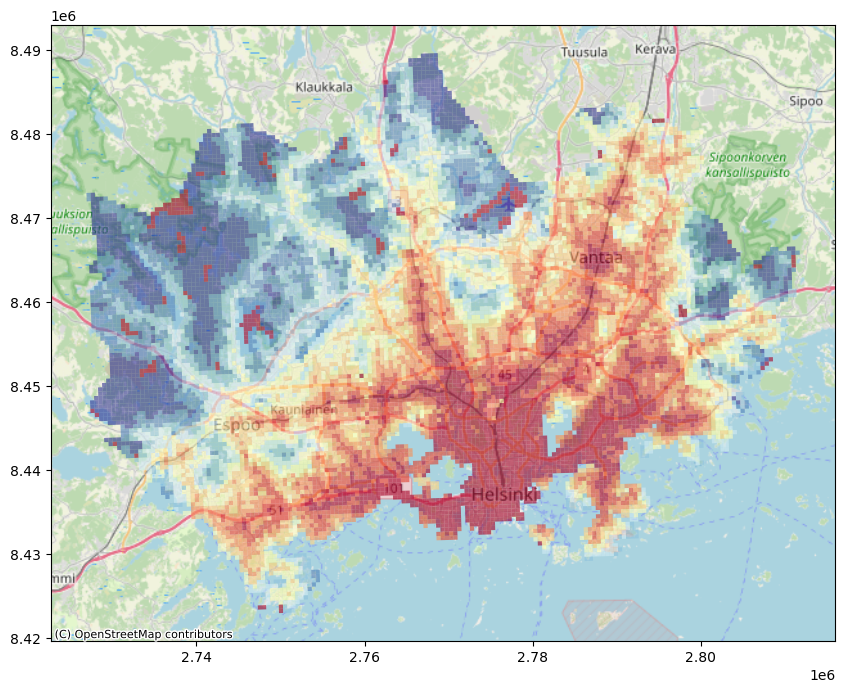 1e6
8.49
8.48
8.47
8.46
8.45
8.44
8.43
8.42
Tuusula
Kerava
Klaukkala
Sipoo
Sipoonkorven
kansallispuisto
uuksion
allispuisto
Vantaa
45
Kauniainen
Espoo
101
Helsinki
51
mmi
(C) OpenStreetMap contributors
2.74
2.76
2.78
2.80
1e6